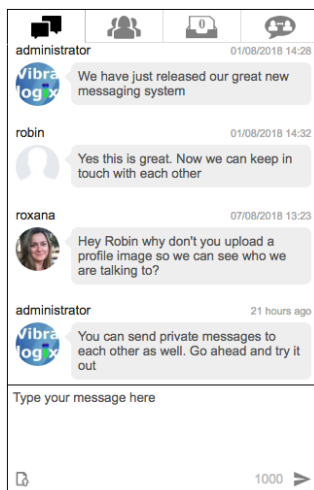 0
administrator 01/08/2018 14:28
Vibra
logix
We have just released our great new
messaging system
robin 01/08/2018 14:32
Yes this is great. Now we can keep in
touch with each other
roxana 07/08/2018 13:23
Hey Robin why don't you upload a
profile image so we can see who we
are talking to?
administrator 21 hours ago
Vibra
logix
You can send private messages to
each other as well. Go ahead and try it
out
Type your message here
1000